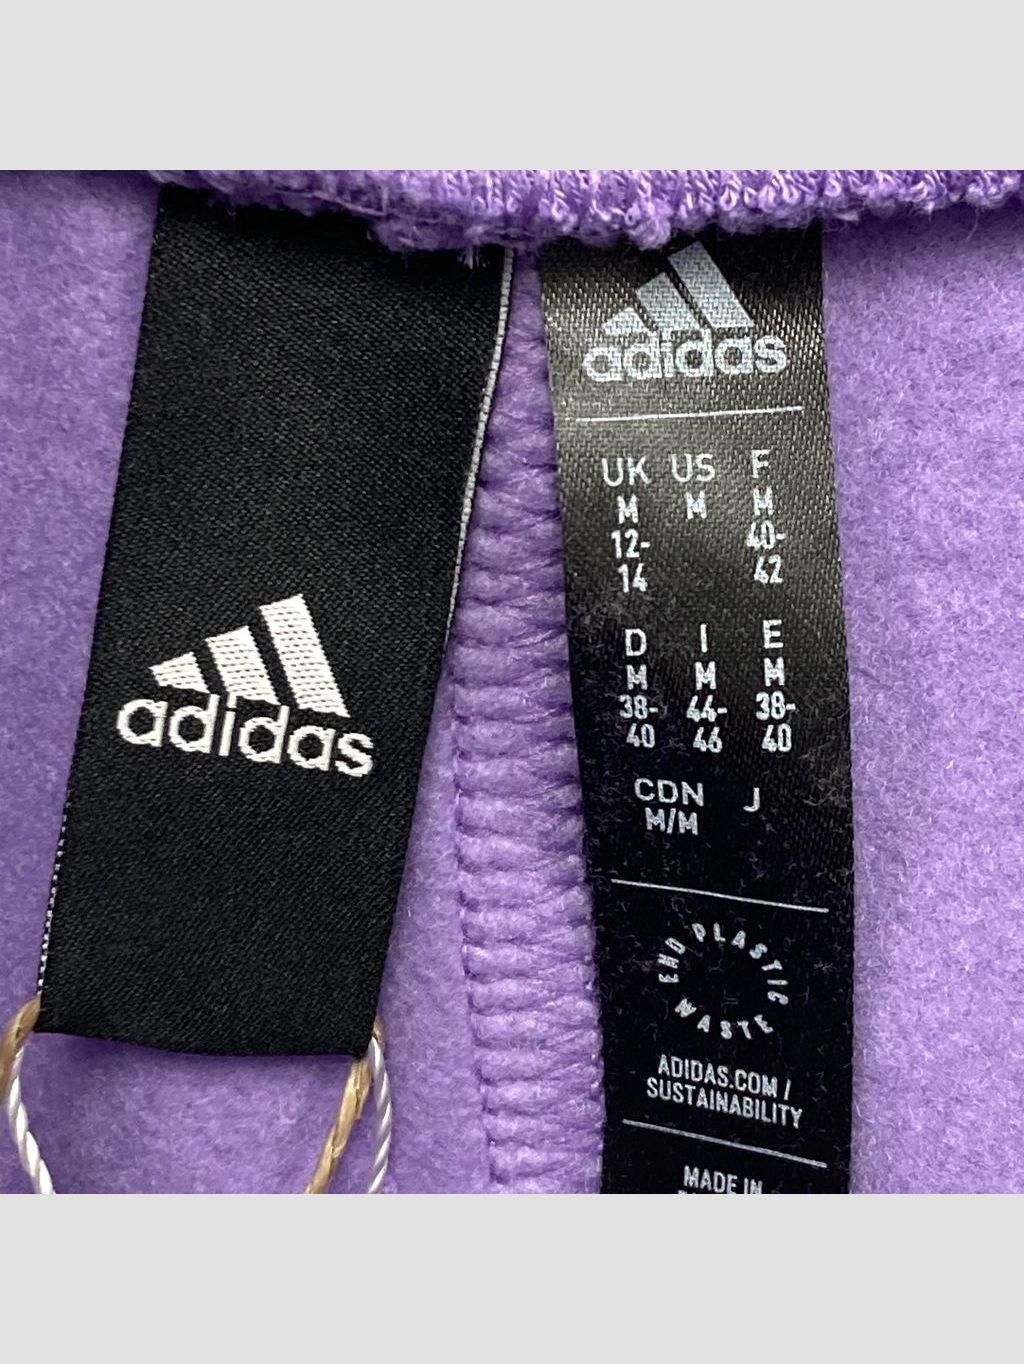 adidas
adidas
UK US F
M M M
12- 40-
14 42
D I E
M M M
38- 44- 38-
40 46 40
CDN J
M/M
END PLASTIC
WASTE
ADIDAS.COM/
SUSTAINABILITY
MADE IN